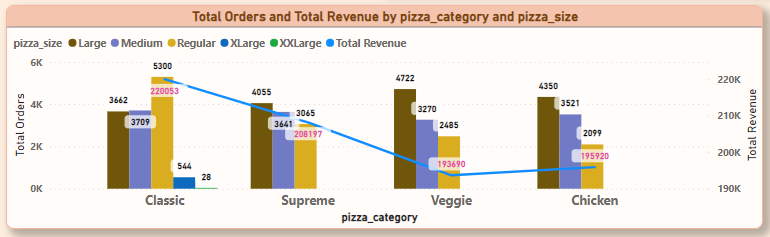 Total Orders and Total Revenue by pizza_category and pizza_size
pizza_size Large Medium Regular XLarge XXLarge Total Revenue
Total Orders
6K
4K
2K
0K
3662
3709
5300
220053
544
28
4055
3641
3065
208197
4722
3270
2485
193690
4350
3521
2099
195920
220K
210K
200K
190K
Total Revenue
Classic Supreme Veggie Chicken
pizza_category